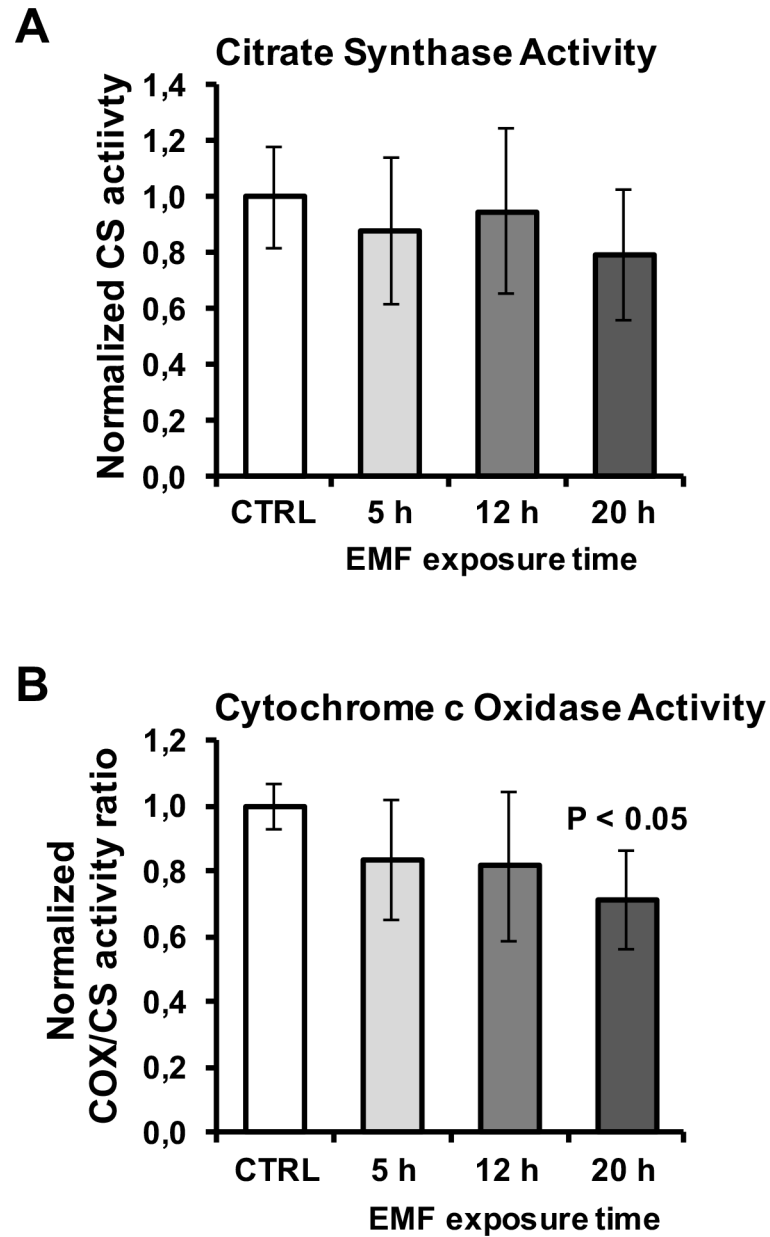 A
Citrate Synthase Activity
Normalized CS actiivty
1,4
1,2
1,0
0,8
0,6
0,4
0,2
0,0
CTRL 5 h 12 h 20 h
EMF exposure time
B
Cytochrome c Oxidase Activity
Normalized
COX/CS activity ratio
1,2
1,0
0,8
0,6
0,4
0,2
0,0
P < 0.05
CTRL 5 h 12 h 20 h
EMF exposure time